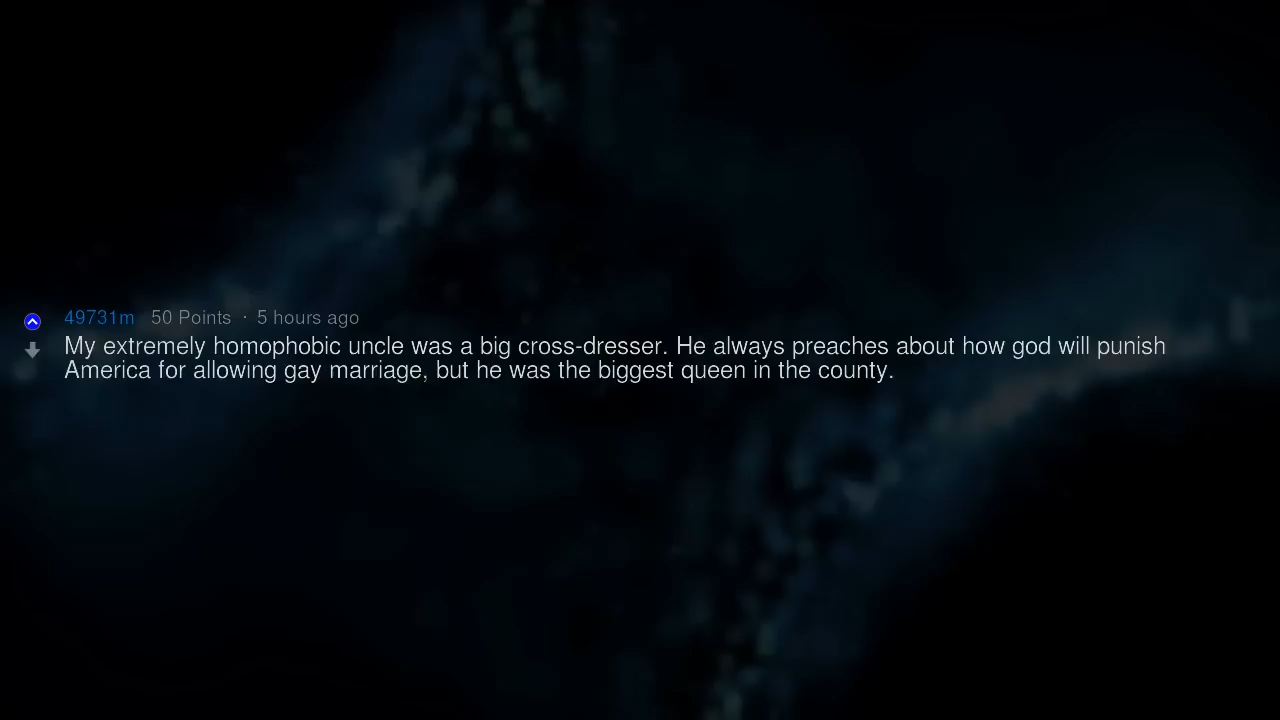 49731m 50 Points · 5 hours ago
My extremely homophobic uncle was a big cross-dresser. He always preaches about how god will punish
America for allowing gay marriage, but he was the biggest queen in the county.